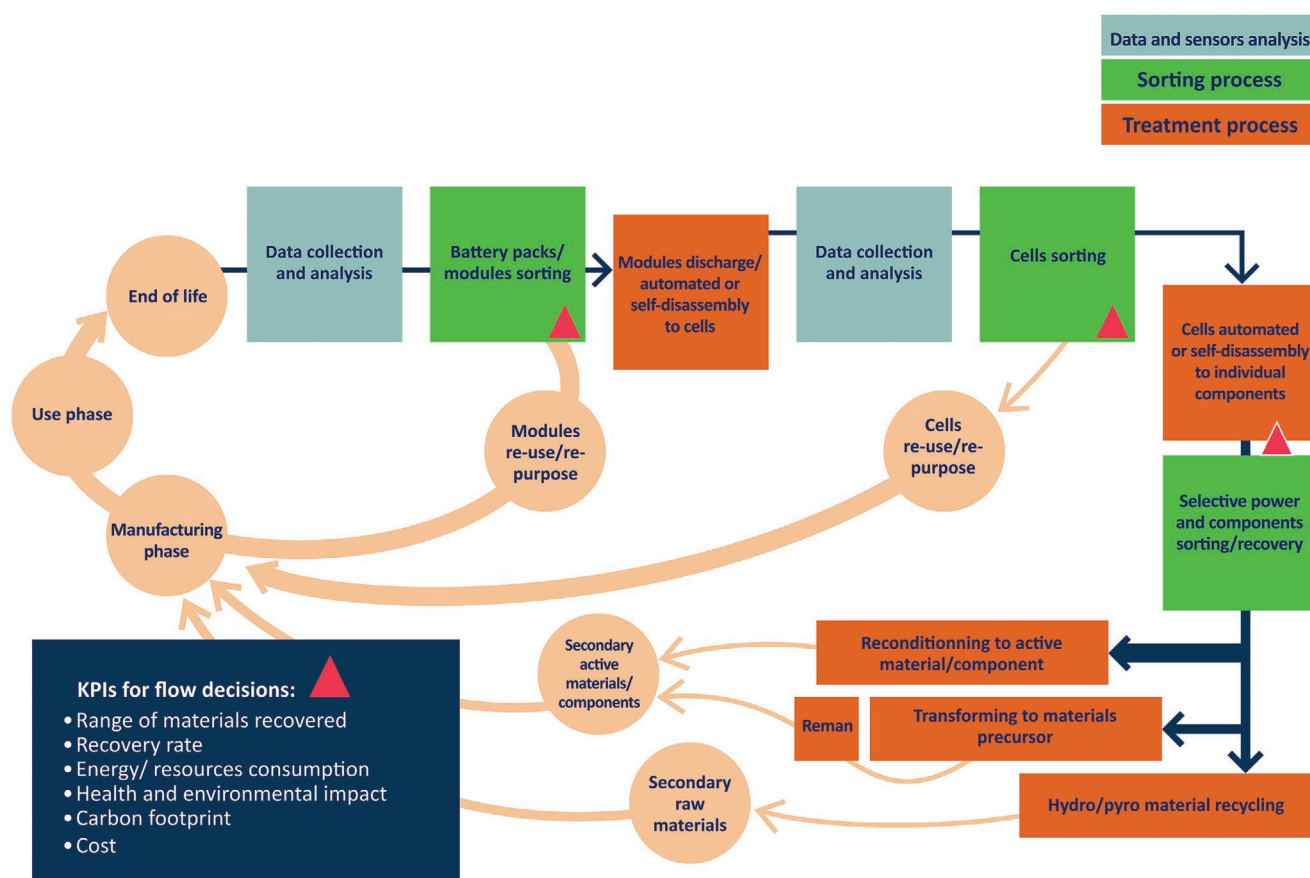 Data and sensors analysis
Sorting process
Treatment process
Data collection
and analysis
Battery packs/
modules sorting
Modules discharge/
automated or
self-disassembly
to cells
Data collection
and analysis
Cells sorting
End of life
Cells automated
or self-disassembly
to individual
components
Use phase
Modules
re-use/re-
purpose
Cells
re-use/re-
purpose
Manufacturing
phase
Selective power
and components
sorting/recovery
Secondary
active
materials/
components
Reconditionning to active
material/component
Reman
Transforming to materials
precursor
Secondary
raw
materials
Hydro/pyro material recycling
KPIs for flow decisions:
• Range of materials recovered
• Recovery rate
• Energy/ resources consumption
• Health and environmental impact
• Carbon footprint
• Cost